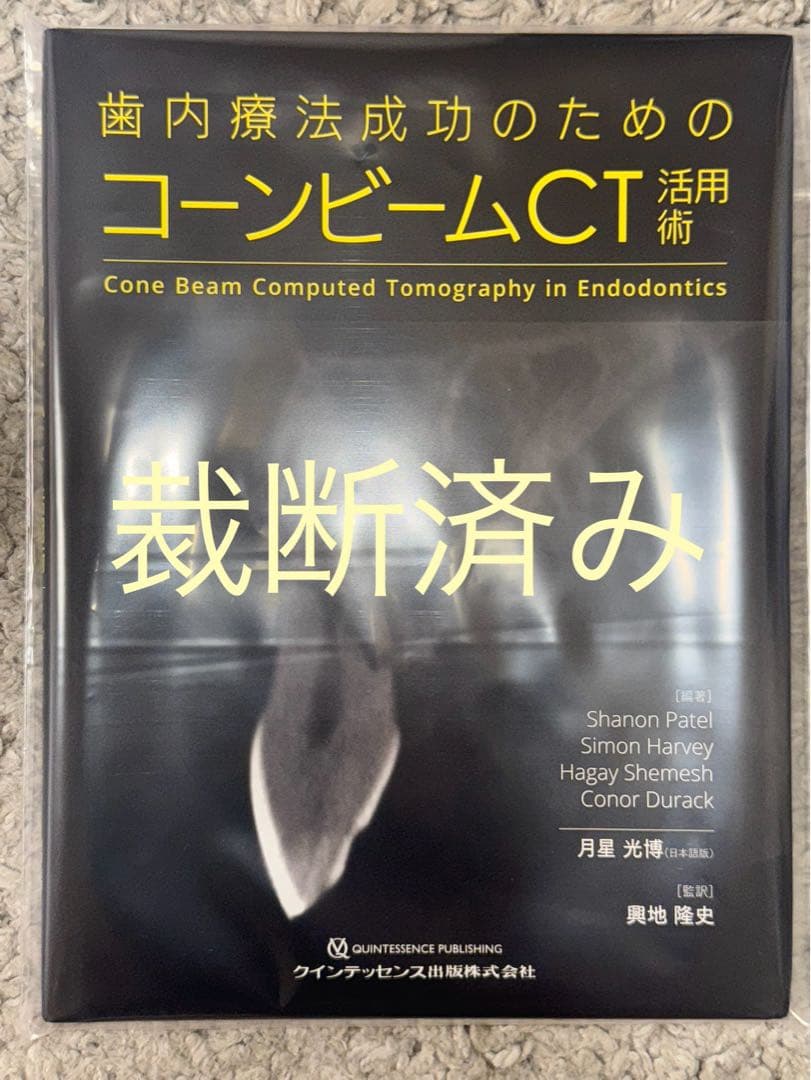 歯内療法成功のための
コーンビームCT 活用術
Cone Beam Computed Tomography in Endodontics
裁断済み
[編著]
Shanon Patel
Simon Harvey
Hagay Shemesh
Conor Durack
月星 光博(日本語版)
[監訳]
興地 隆史
QUINTESSENCE PUBLISHING
クインテッセンス出版株式会社